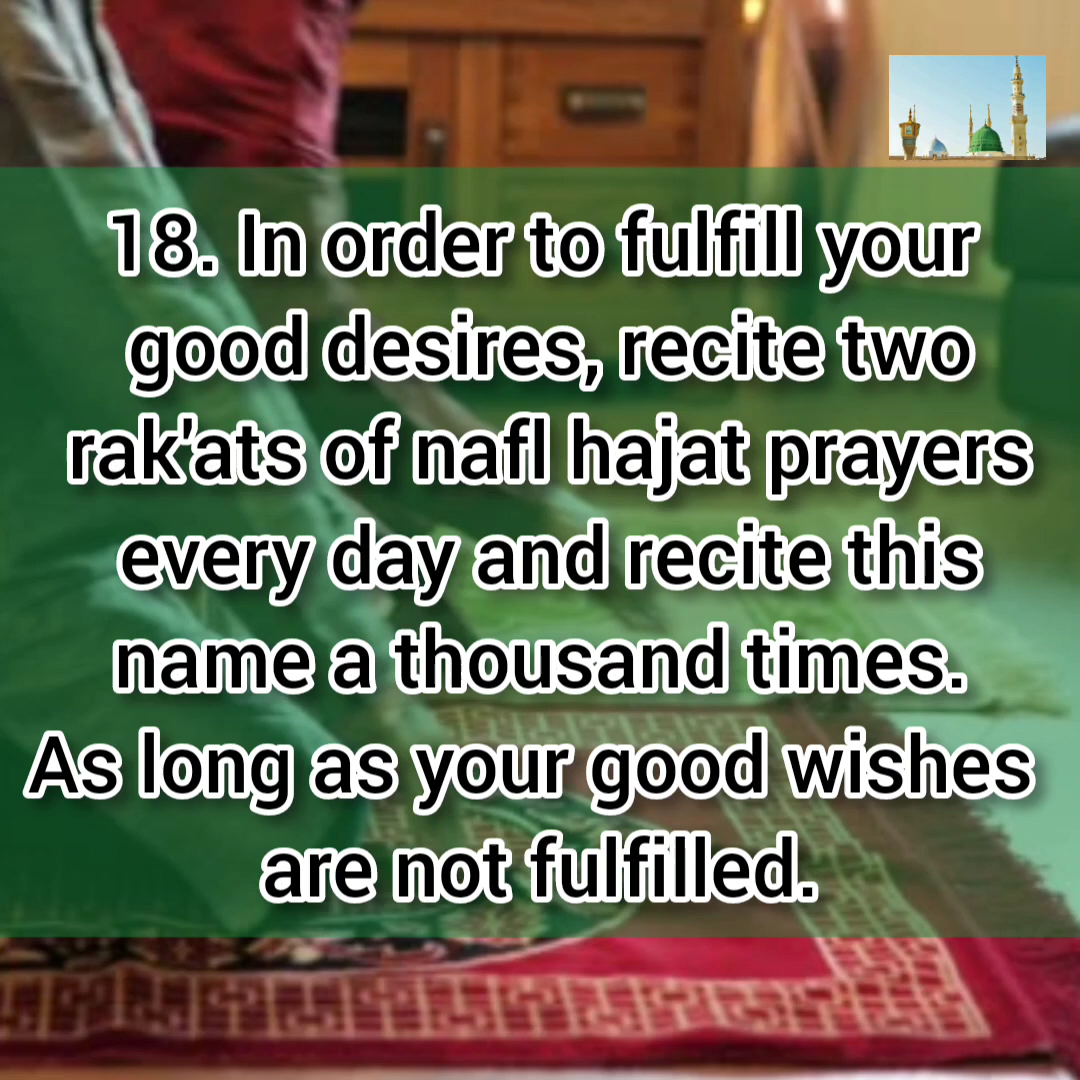 18. In order to fulfill your
good desires, recite two
rak'ats of nafl hajat prayers
every day and recite this
name a thousand times.
As long as your good wishes
are not fulfilled.